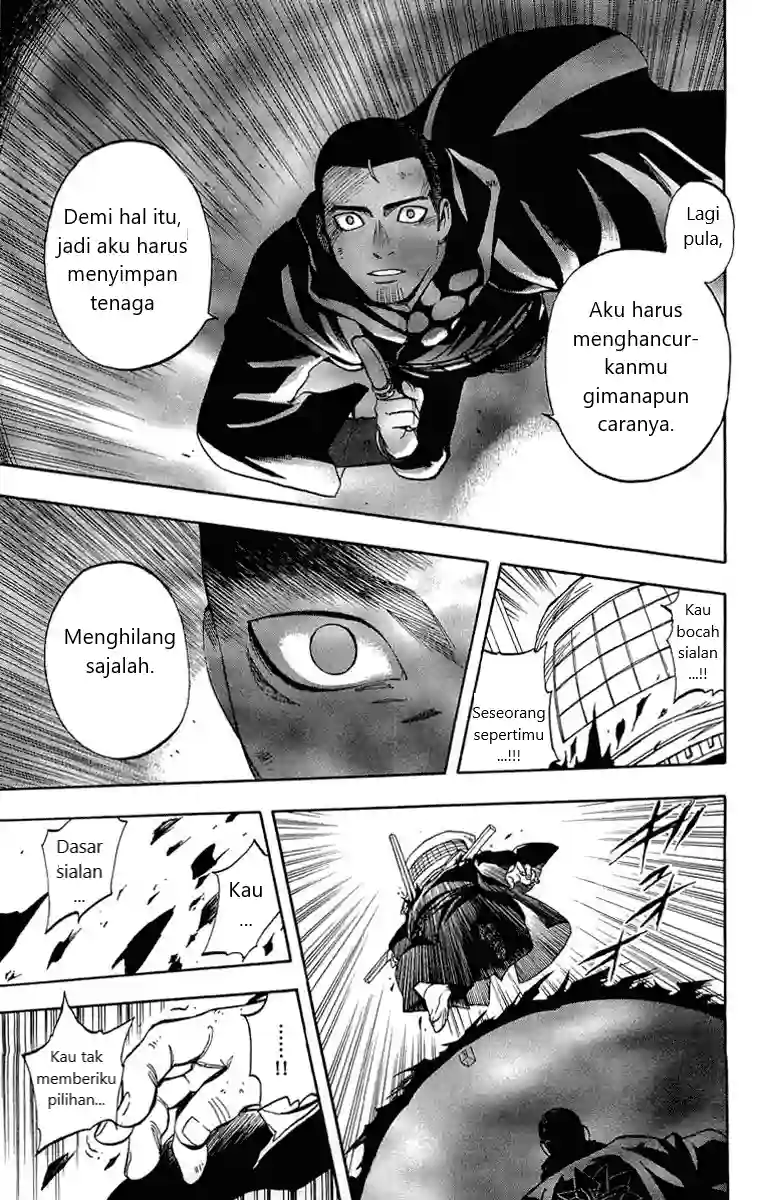 Lagi
pula,
Aku harus
menghancur-
kanmu
gimanapun
caranya.
Demi hal itu,
jadi aku harus
menyimpan
tenaga
Kau
bocah
sialan
...!!
Seseorang
sepertimu
...!!!
Menghilang
sajalah.
Kau
...
Dasar
sialan
...
......!!
Kau tak
memberiku
pilihan...